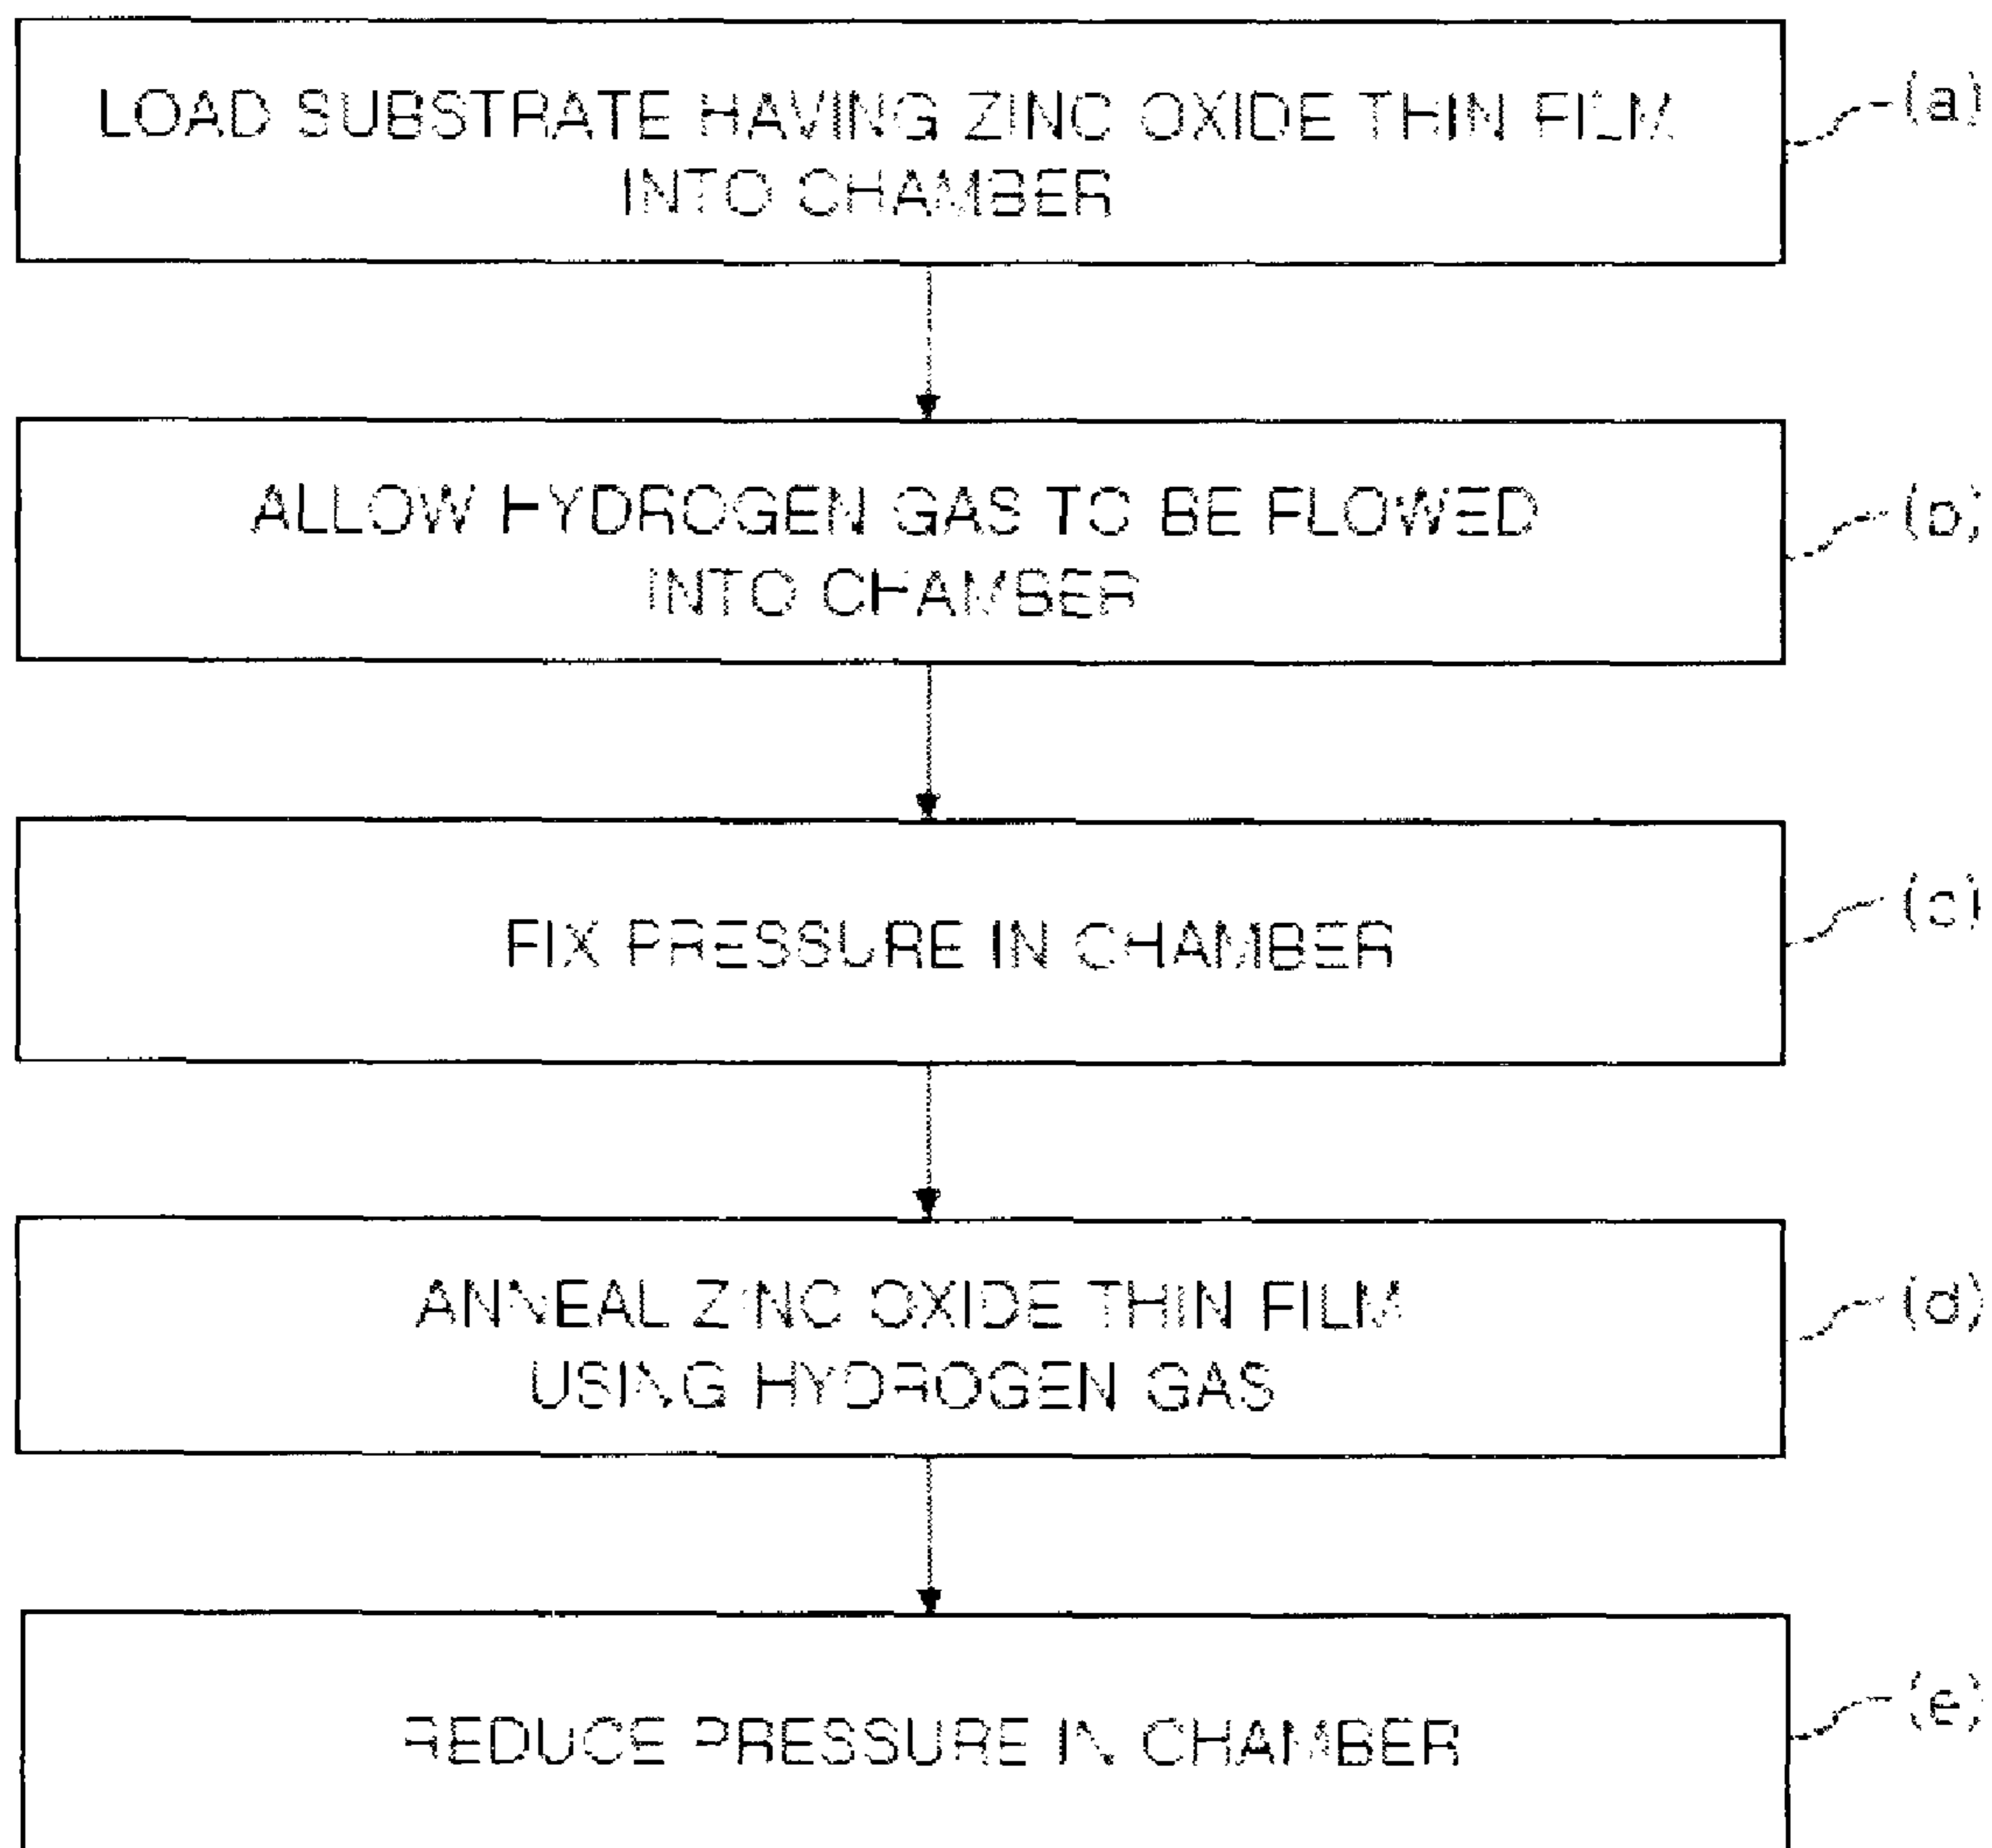 LOAD SUBSTRATE HAVING ZINC OXIDE THIN FILM
INTO CHAMBER
(a)
ALLOW HYDROGEN GAS TO BE FLOWED
INTO CHAMBER
(b)
FIX PRESSURE IN CHAMBER
(c)
ANNEAL ZINC OXIDE THIN FILM
USING HYDROGEN GAS
(d)
REDUCE PRESSURE IN CHAMBER
(e)